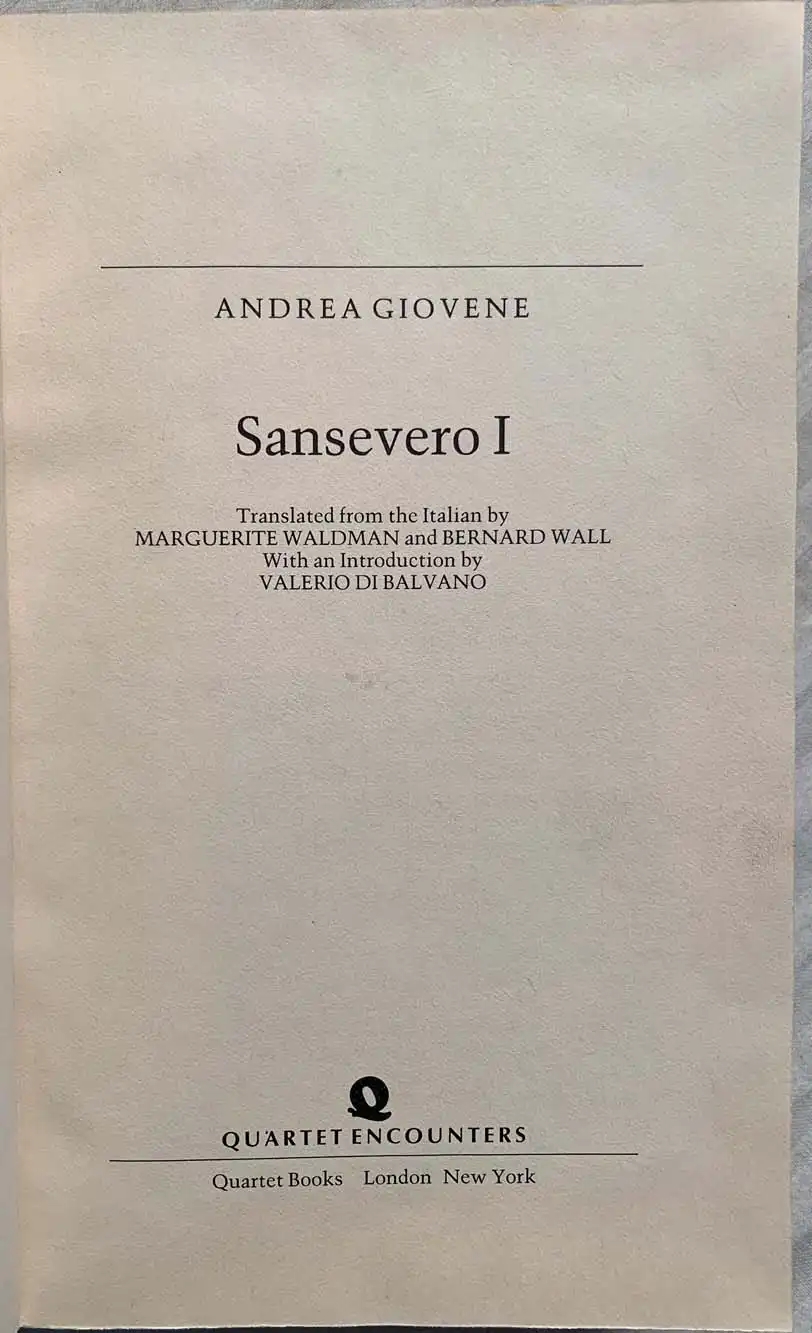 ANDREA GIOVENE
Sansevero I
Translated from the Italian by
MARGUERITE WALDMAN and BERNARD WALL
With an Introduction by
VALERIO DI BALVANO
Q
QUARTET ENCOUNTERS
Quartet Books London New York